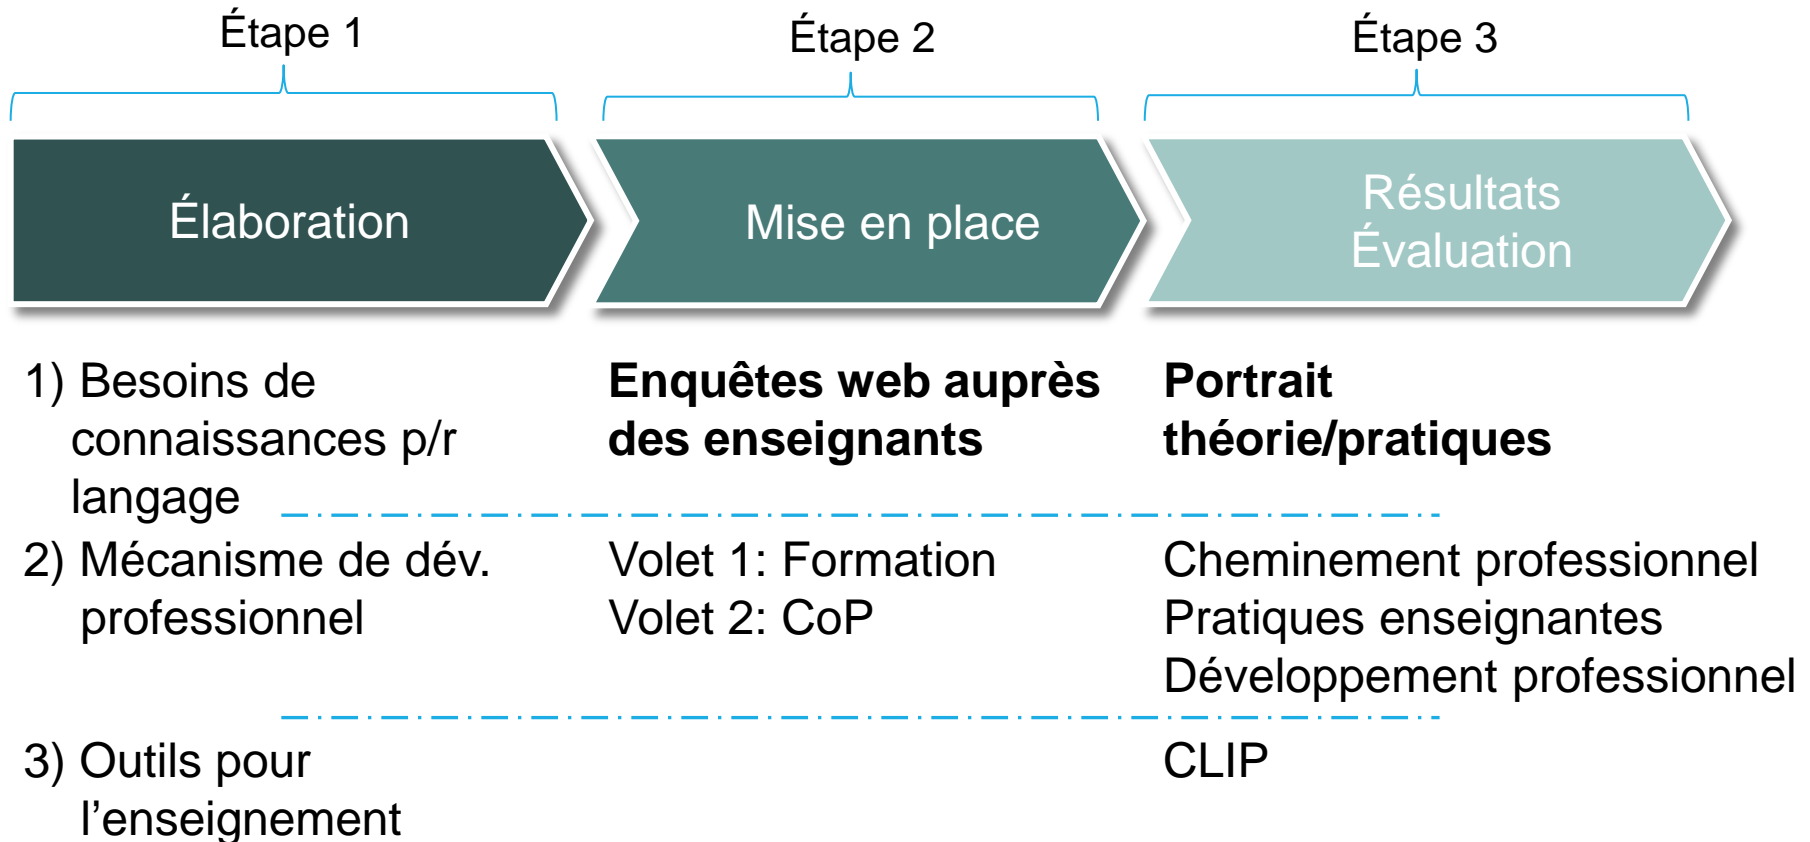 Étape 1
Étape 2
Étape 3
Élaboration
Mise en place
Résultats
Évaluation
1) Besoins de
connaissances p/r
langage
Enquêtes web auprès
des enseignants
Portrait
théorie/pratiques
2) Mécanisme de dév.
professionnel
Volet 1: Formation
Volet 2: CoP
Cheminement professionnel
Pratiques enseignantes
Développement professionnel
3) Outils pour
l’enseignement
CLIP